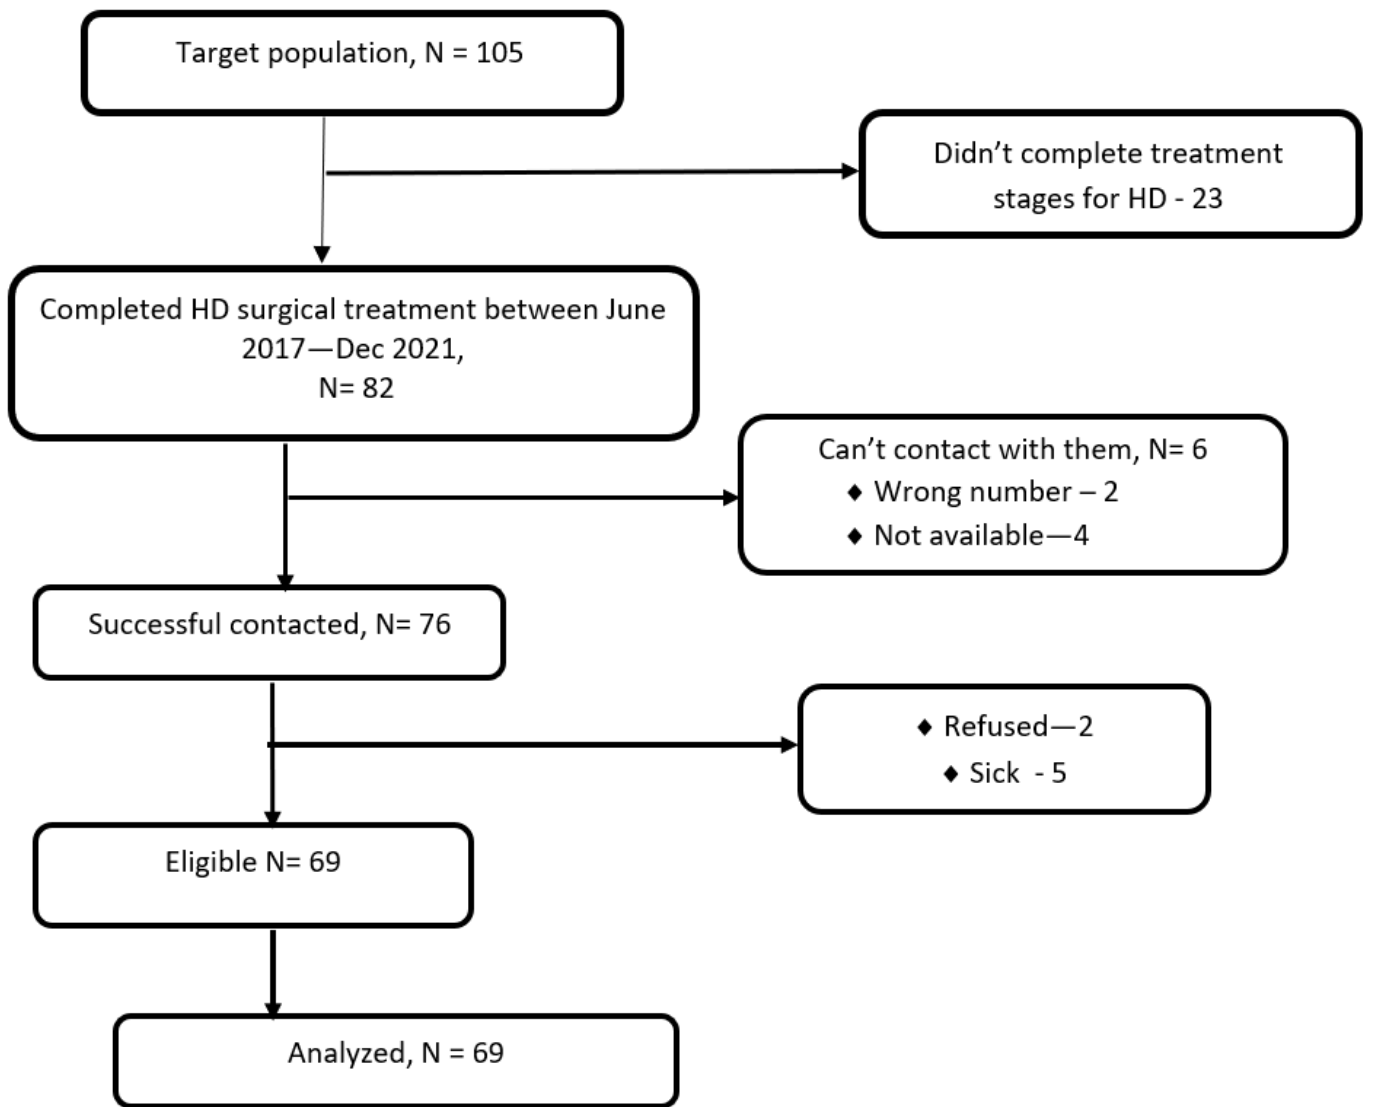 Target population, N = 105
Didn’t complete treatment
stages for HD - 23
Completed HD surgical treatment between June
2017—Dec 2021,
N= 82
Can’t contact with them, N= 6
♦ Wrong number – 2
♦ Not available—4
Successful contacted, N= 76
♦ Refused—2
♦ Sick  - 5
Eligible N= 69
Analyzed, N = 69